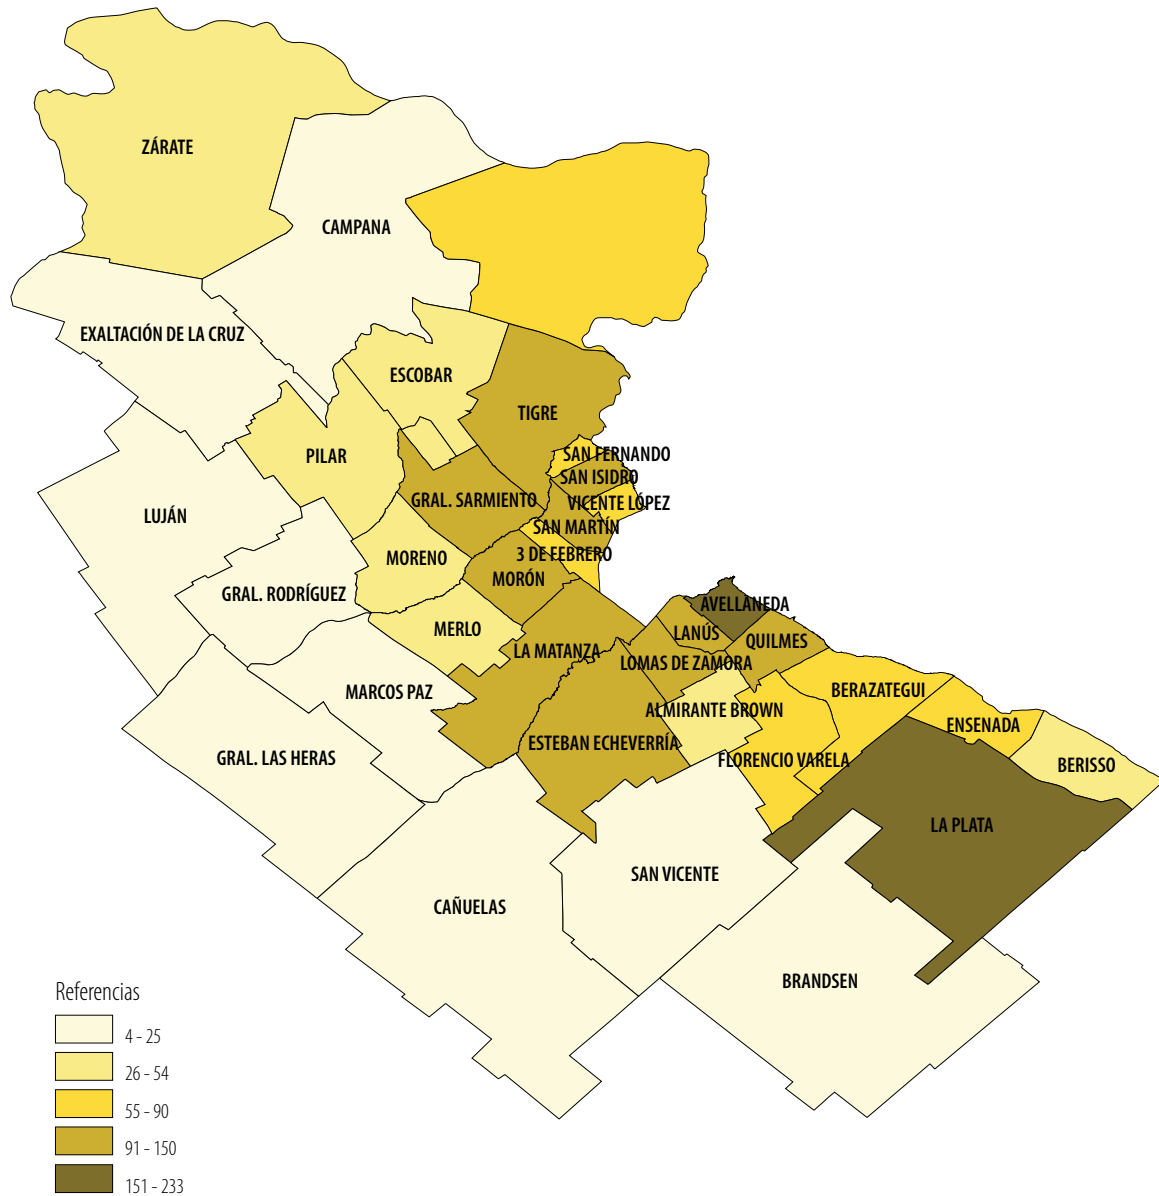 ZÁRATE
CAMPANA
EXALTACIÓN DE LA CRUZ
ESCOBAR
TIGRE
PILAR
SAN FERNANDO
SAN ISIDRO
GRAL. SARMIENTO
VICENTE LÓPEZ
LUJÁN
SAN MARTÍN
3 DE FEBRERO
MORENO
MORÓN
GRAL. RODRÍGUEZ
AVELLANEDA
MERLO
LANÚS
QUILMES
LA MATANZA
LOMAS DE ZAMORA
MARCOS PAZ
BERAZATEGUI
ALMIRANTE BROWN
ENSENADA
ESTEBAN ECHEVERRÍA
GRAL. LAS HERAS
FLORENCIO VARELA
BERISSO
LA PLATA
SAN VICENTE
CAÑUELAS
BRANDSEN
Referencias
4 - 25
26 - 54
55 - 90
91 - 150
151 - 233